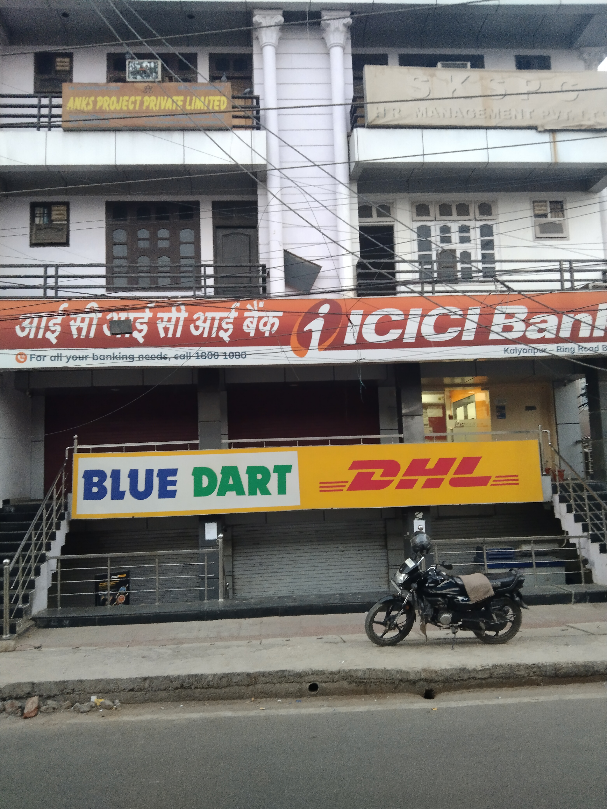 ANKS PROJECT PRIVATE LIMITED
SKSPG
HR MANAGEMENT PVT.
आई सी आई सी आई बैंक
ICICI Bank
For all your banking needs, call 1800 1080
Kalyanpur - Ring Road
BLUE DART
DHL